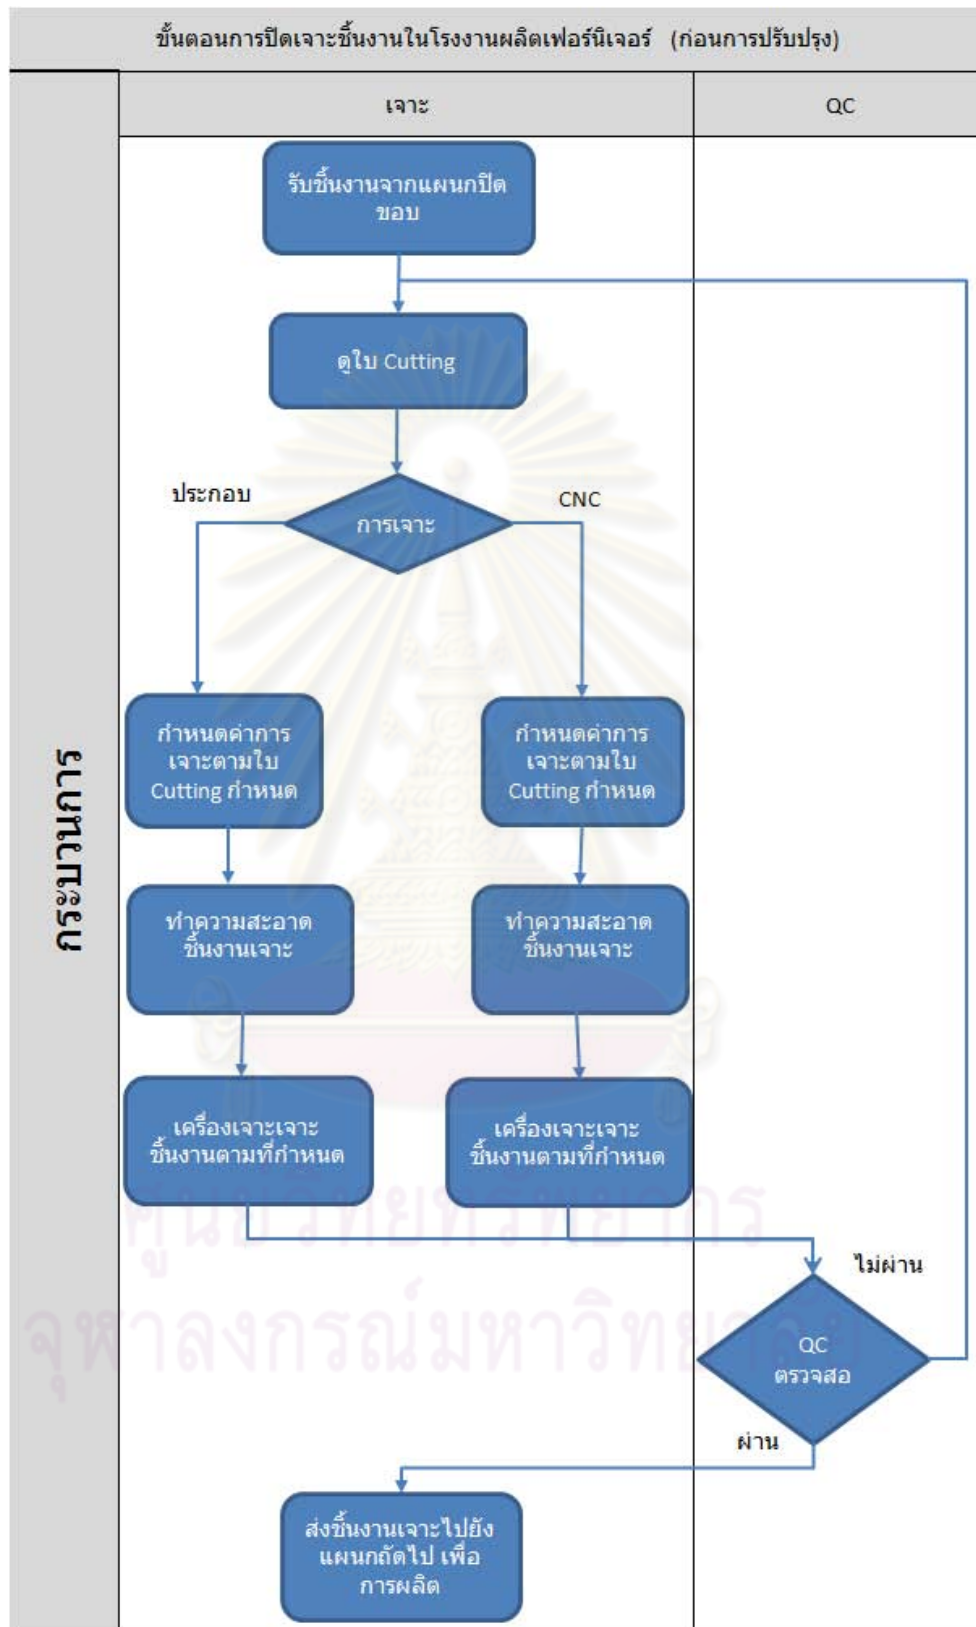 ขั้นตอนการปิดเจาะชิ้นงานในโรงงานผลิตเฟอร์นิเจอร์ (ก่อนการปรับปรุง)
เจาะ
QC
กระบวนการ
รับชิ้นงานจากแผนกปิด
ขอบ
ดูใบ Cutting
ประกอบ
การเจาะ
CNC
กำหนดค่าการ
เจาะตามใบ
Cutting กำหนด
กำหนดค่าการ
เจาะตามใบ
Cutting กำหนด
ทำความสะอาด
ชิ้นงานเจาะ
ทำความสะอาด
ชิ้นงานเจาะ
เครื่องเจาะเจาะ
ชิ้นงานตามที่กำหนด
เครื่องเจาะเจาะ
ชิ้นงานตามที่กำหนด
ศูนย์วิทยทรัพยากร
จุฬาลงกรณ์มหาวิทยาลัย
ไม่ผ่าน
QC
ตรวจสอ
ผ่าน
ส่งชิ้นงานเจาะไปยัง
แผนกถัดไป เพื่อ
การผลิต